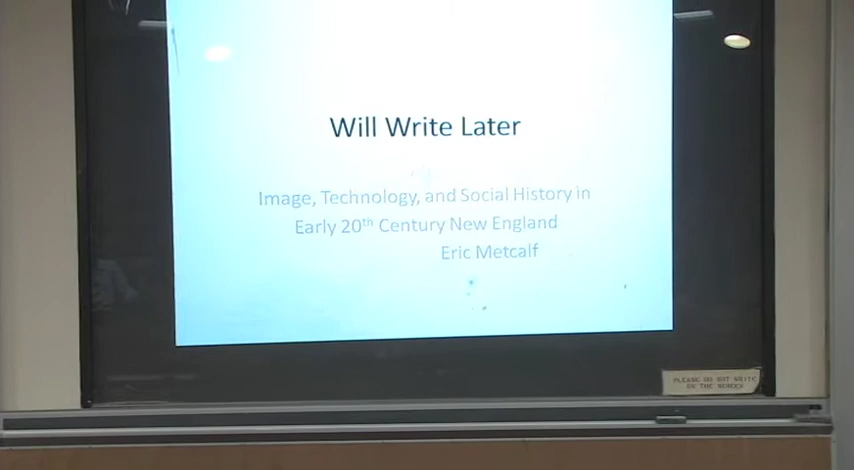 Will Write Later
Image, Technology, and Social History in
Early 20th Century New England
Eric Metcalf
PLEASE DO NOT WRITE
ON THE SCREEN